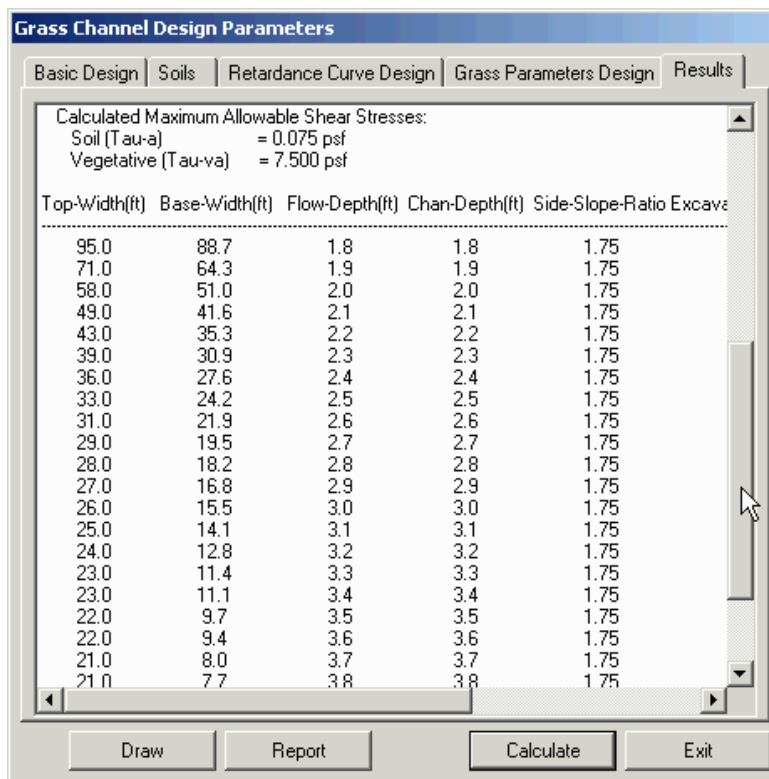 Grass Channel Design Parameters
Basic Design Soils Retardance Curve Design Grass Parameters Design Results
Calculated Maximum Allowable Shear Stresses:
Soil (Tau-a) = 0.075 psf
Vegetative (Tau-va) = 7.500 psf
Top-Width(ft) Base-Width(ft) Flow-Depth(ft) Chan-Depth(ft) Side-Slope-Ratio Excava
95.0 88.7 1.8 1.8 1.75
71.0 64.3 1.9 1.9 1.75
58.0 51.0 2.0 2.0 1.75
49.0 41.6 2.1 2.1 1.75
43.0 35.3 2.2 2.2 1.75
39.0 30.9 2.3 2.3 1.75
36.0 27.6 2.4 2.4 1.75
33.0 24.2 2.5 2.5 1.75
31.0 21.9 2.6 2.6 1.75
29.0 19.5 2.7 2.7 1.75
28.0 18.2 2.8 2.8 1.75
27.0 16.8 2.9 2.9 1.75
26.0 15.5 3.0 3.0 1.75
25.0 14.1 3.1 3.1 1.75
24.0 12.8 3.2 3.2 1.75
23.0 11.4 3.3 3.3 1.75
23.0 11.1 3.4 3.4 1.75
22.0 9.7 3.5 3.5 1.75
22.0 9.4 3.6 3.6 1.75
21.0 8.0 3.7 3.7 1.75
21.0 7.7 3.8 3.8 1.75
Draw Report Calculate Exit